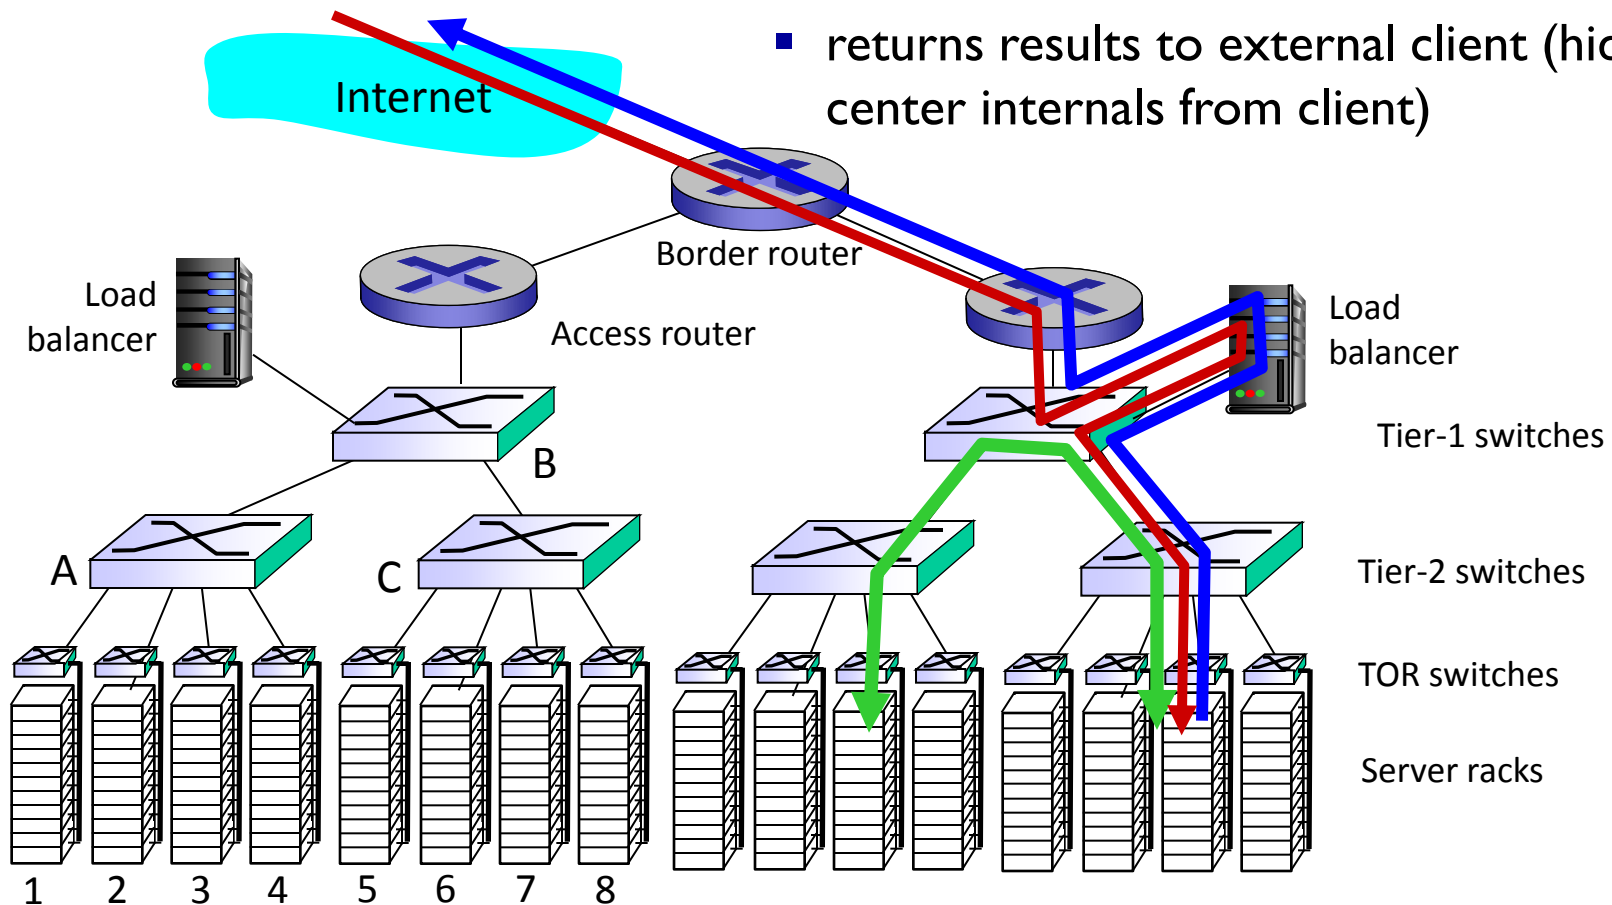 returns results to external client (hic
center internals from client)
Internet
Border router
Load
balancer
Access router
Load
balancer
Tier-1 switches
B
A
C
Tier-2 switches
TOR switches
Server racks
1 2 3 4 5 6 7 8